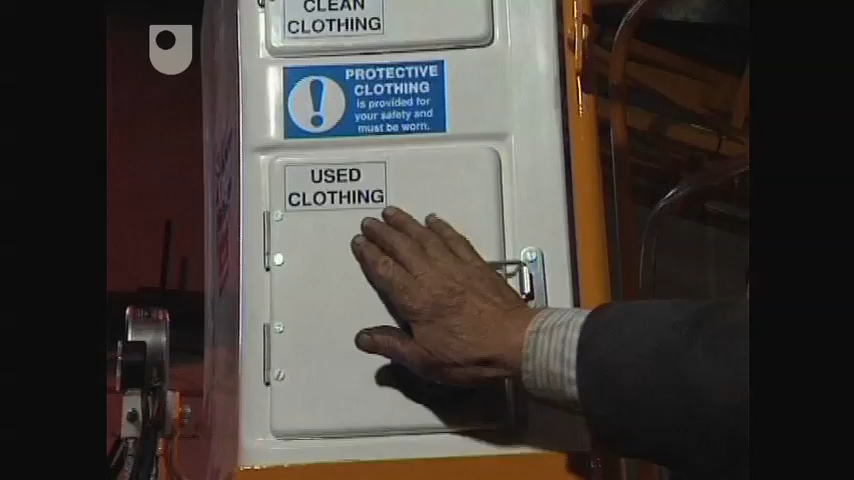 CLEAN
CLOTHING
PROTECTIVE
CLOTHING
is provided for
your safety and
must be worn.
USED
CLOTHING